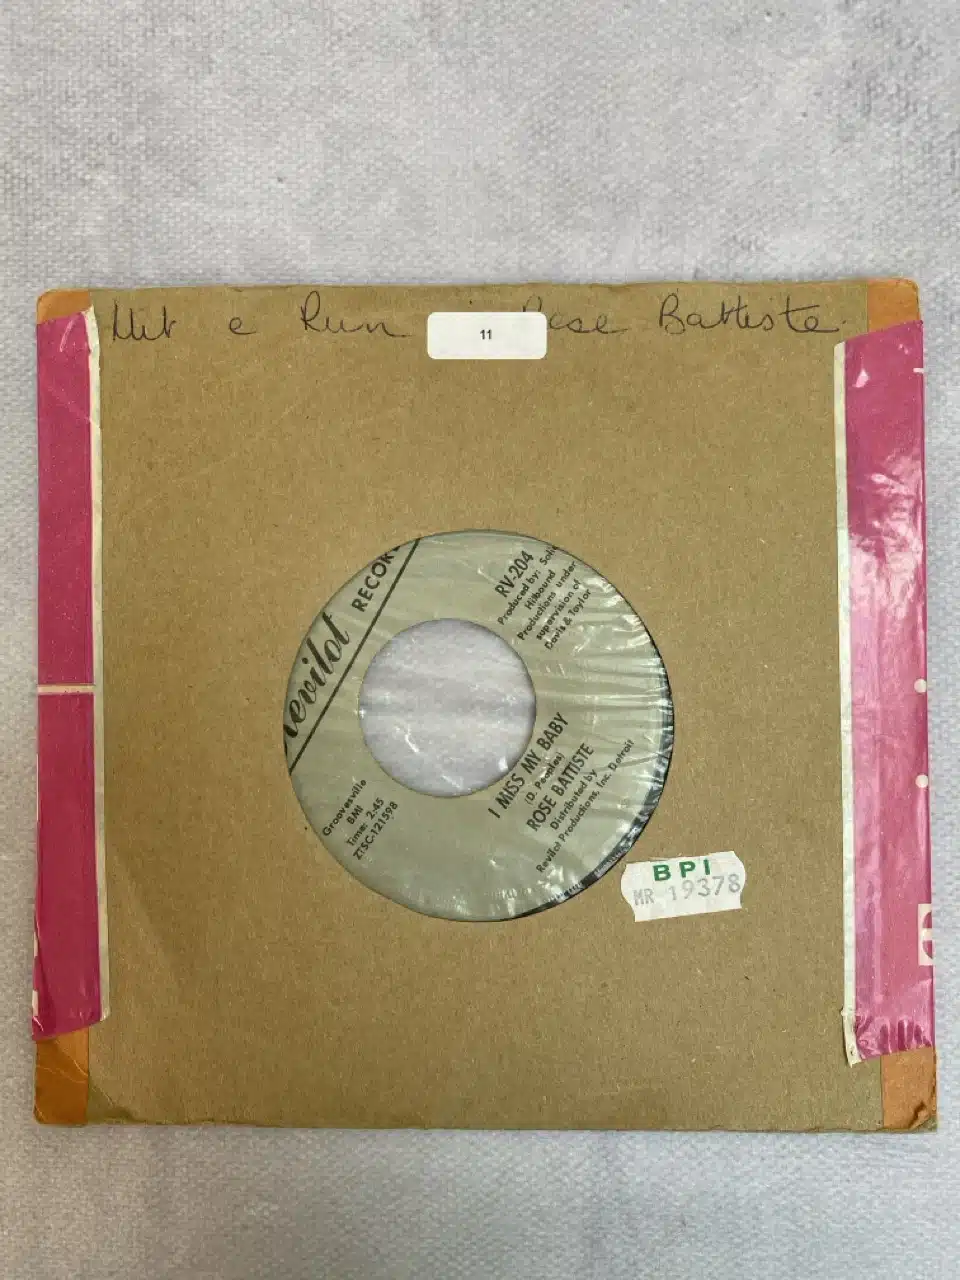 Hit & Run Rose Battiste.
11
Revilot RECORDS
RV-204
Produced by: Solid
Hitbound
Productions under
supervision of
Davis & Taylor
Groovesville
BMI
Time: 2:45
ZTSC-121598
I MISS MY BABY
(D. Peoples)
ROSE BATTISTE
Distributed by
Revilot Productions, Inc. Detroit
BPI
MR 19378